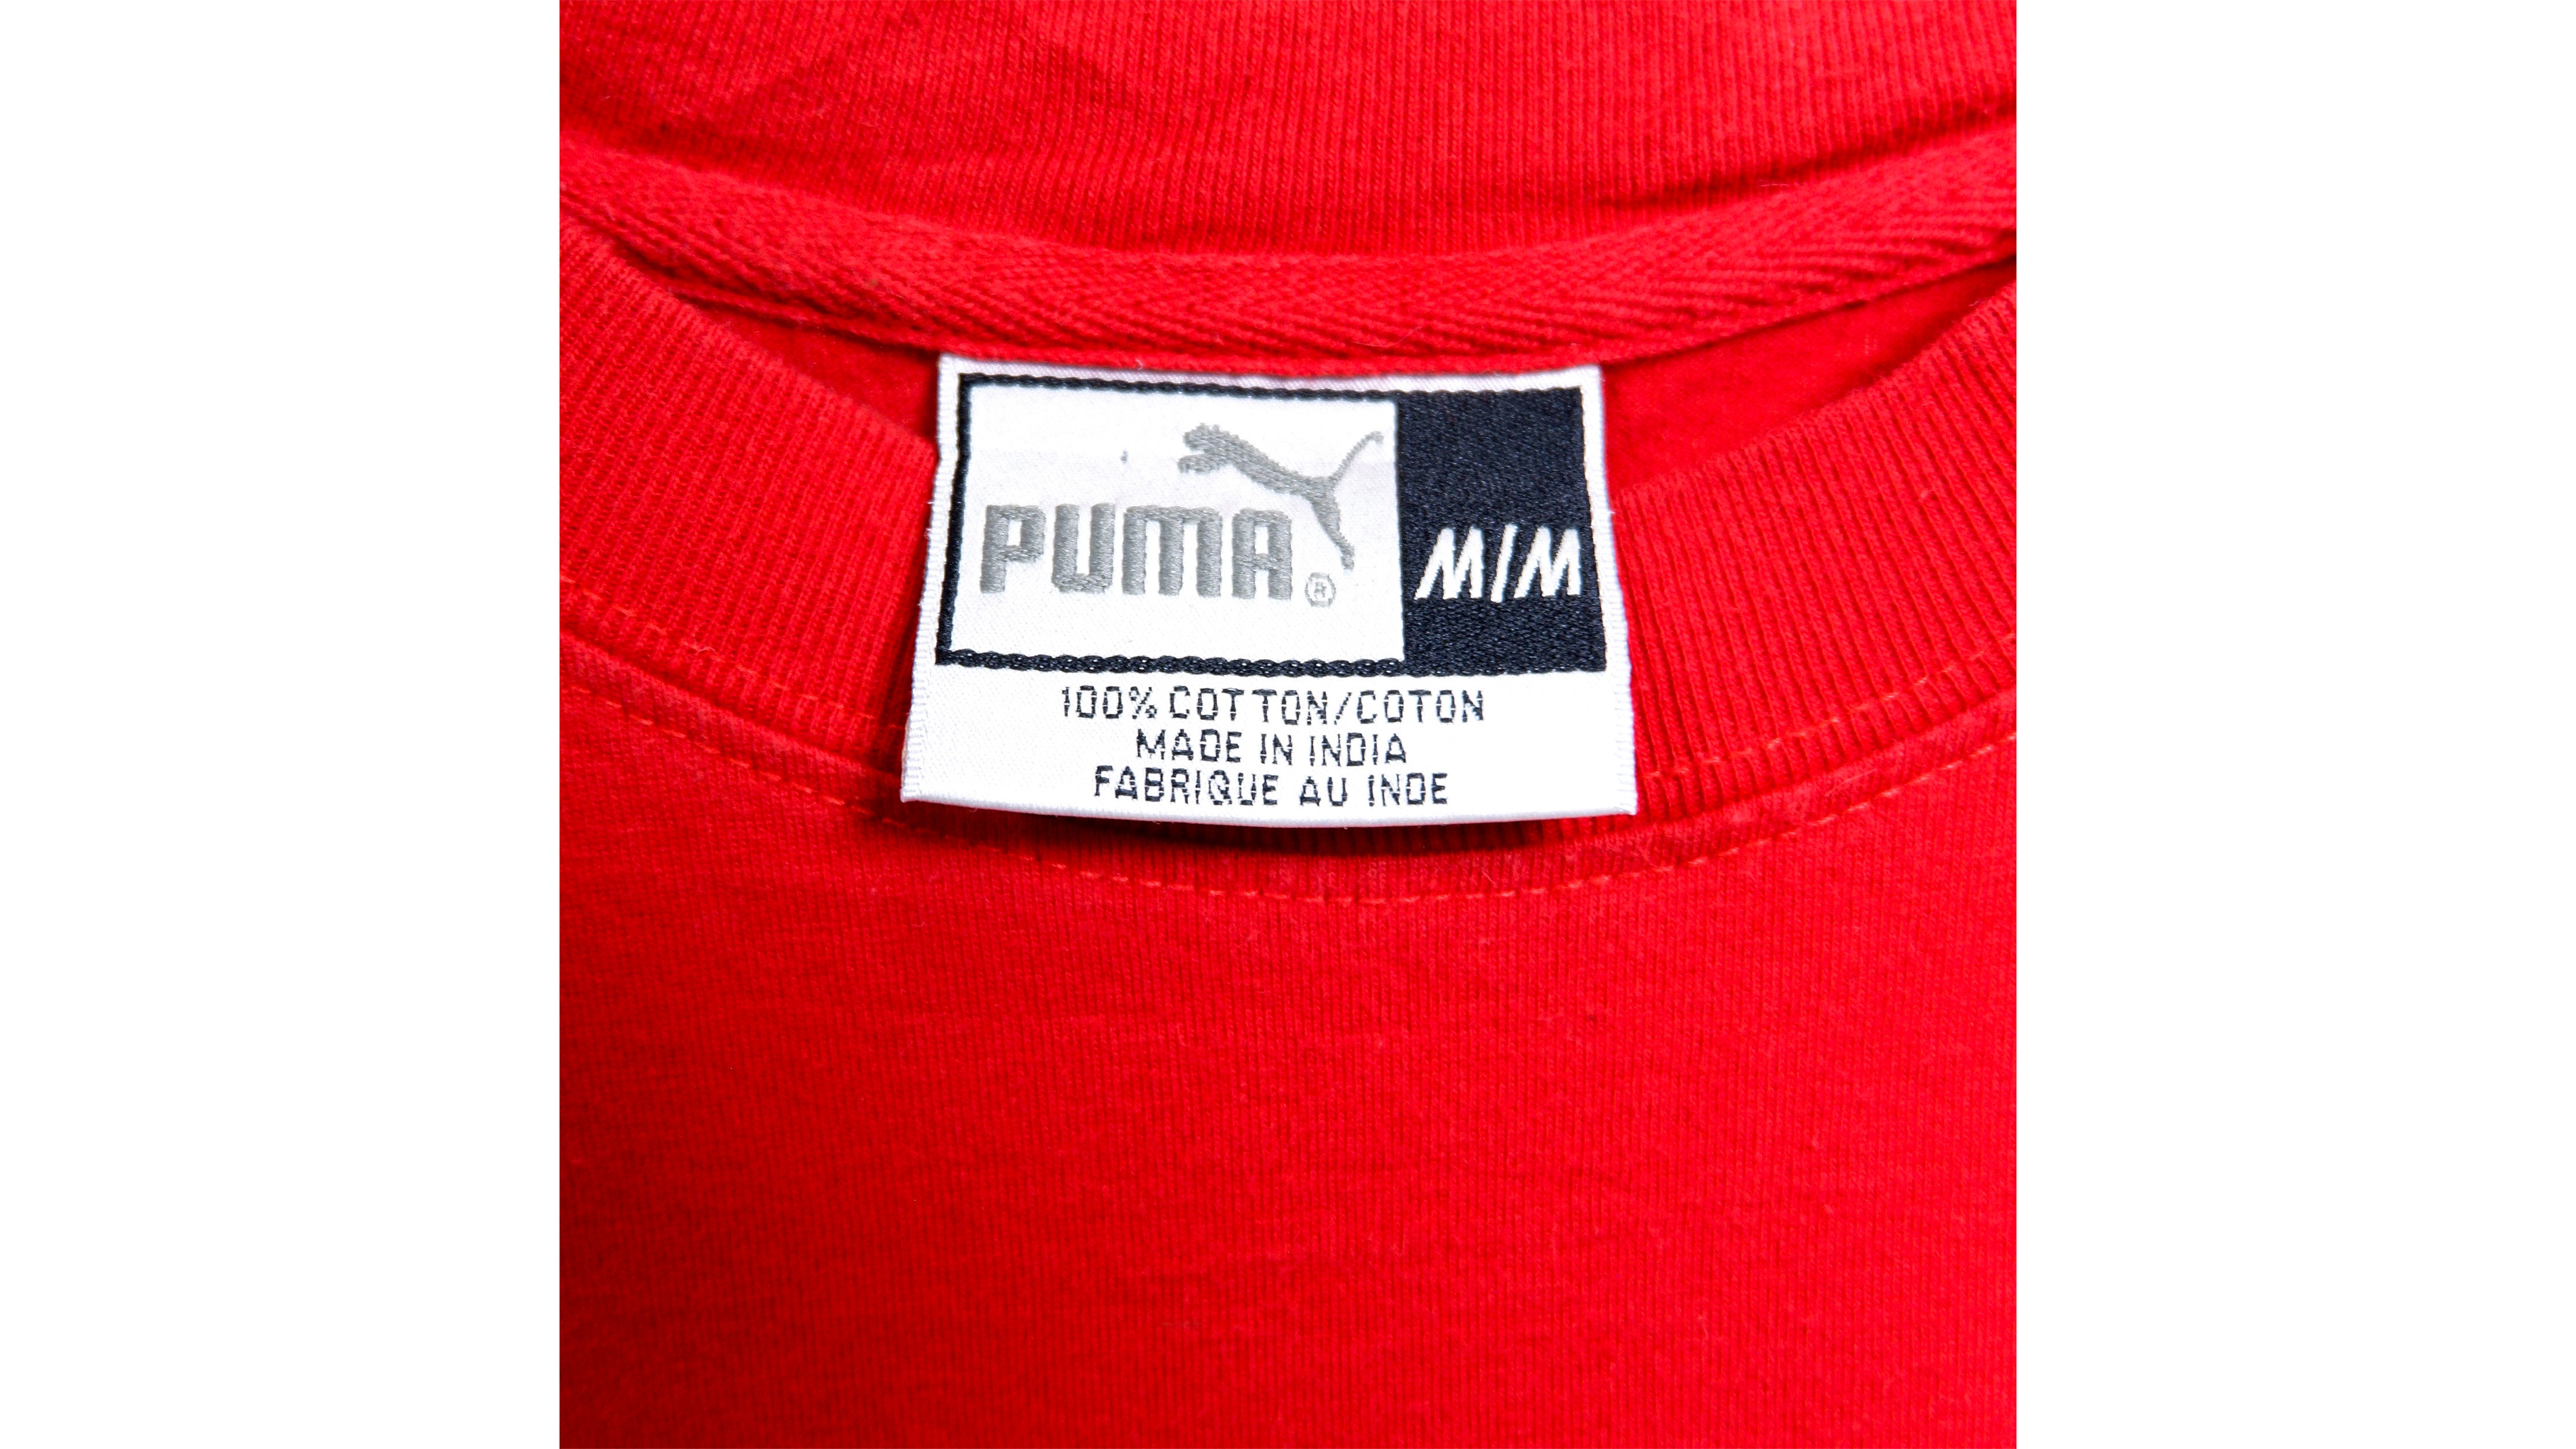 PUMA®
M/M
100% COTTON/COTON
MADE IN INDIA
FABRIQUE AU INDE